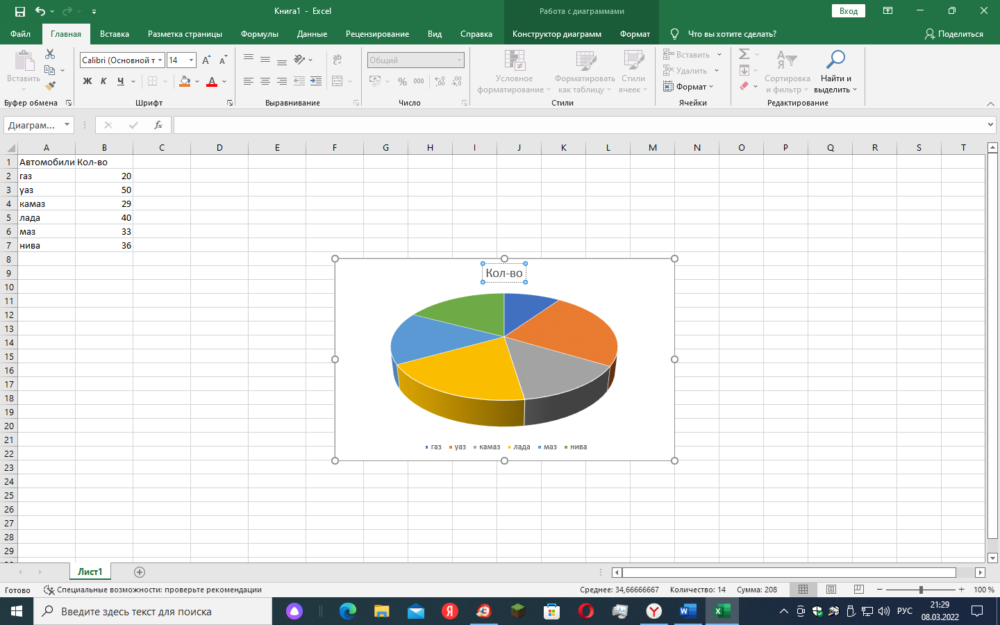 Книга1 - Excel
Работа с диаграммами
Вход
Файл Главная Вставка Разметка страницы Формулы Данные Рецензирование Вид Справка Конструктор диаграмм Формат Что вы хотите сделать? Поделиться
Вставить
Calibri (Основной т 14
Общий
Ж К Ч
% 000
Условное форматирование
Форматировать как таблицу
Стили ячеек
Вставить
Удалить
Формат
Сортировка и фильтр
Найти и выделить
Буфер обмена Шрифт Выравнивание Число Стили Ячейки Редактирование
Диаграм... fx
A B C D E F G H I J K L M N O P Q R S T
1 Автомобили Кол-во
2 газ 20
3 уаз 50
4 камаз 29
5 лада 40
6 маз 33
7 нива 36
8
9
10
11
12
13
14
15
16
17
18
19
20
21
22
23
24
25
26
27
28
29
Кол-во
газ уаз камаз лада маз нива
Лист1
Готово Специальные возможности: проверьте рекомендации Среднее: 34,66666667 Количество: 14 Сумма: 208 100 %
Введите здесь текст для поиска
РУС
21:29
08.03.2022